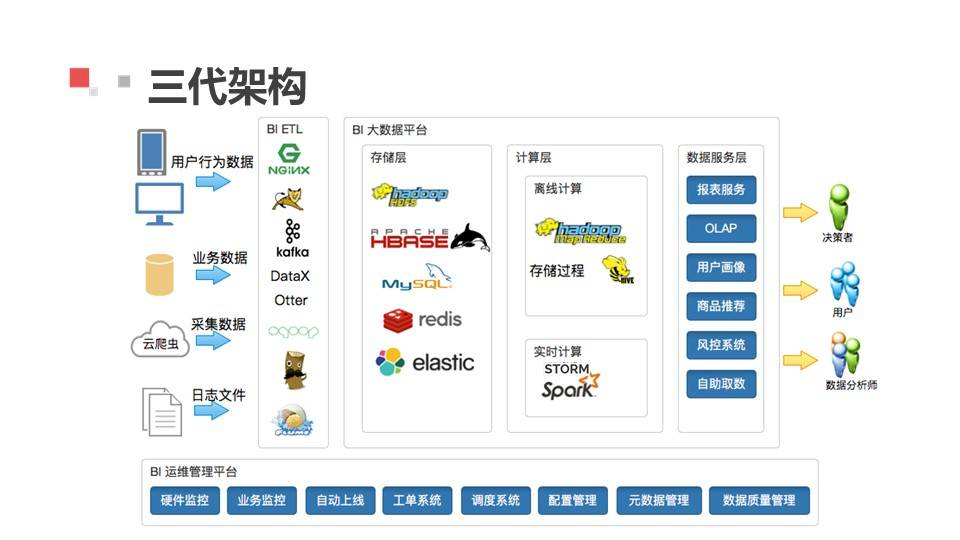 三代架构
BI ETL
BI 大数据平台
用户行为数据
业务数据
采集数据
云爬虫
日志文件
NGiNX
kafka
DataX
Otter
sqoop
flume
存储层
hadoop
HDFS
APACHE
HBASE
MySQL
redis
elastic
计算层
离线计算
hadoop
Map Reduce
存储过程
HIVE
实时计算
STORM
Spark
数据服务层
报表服务
OLAP
用户画像
商品推荐
风控系统
自助取数
决策者
用户
数据分析师
BI 运维管理平台
硬件监控
业务监控
自动上线
工单系统
调度系统
配置管理
元数据管理
数据质量管理